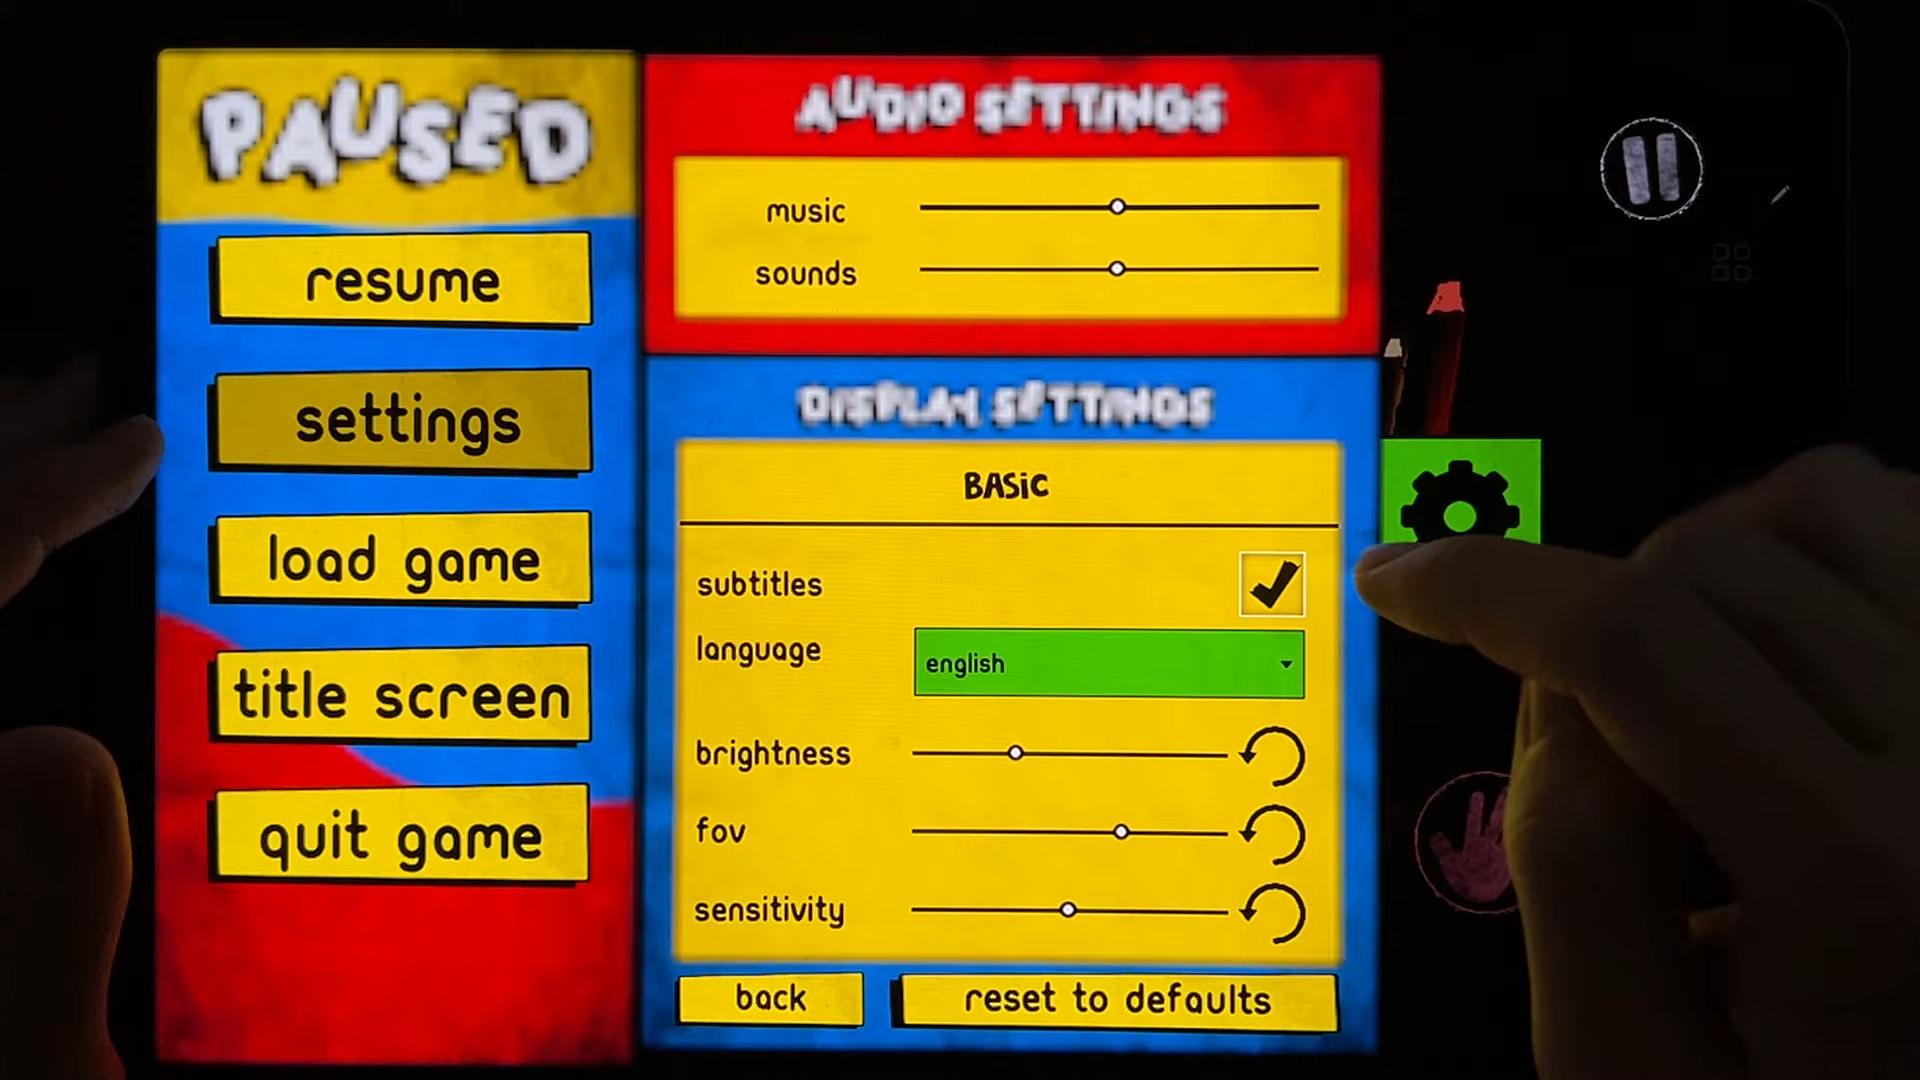 PAUSED
resume
settings
load game
title screen
quit game
AUDIO SETTINGS
music
sounds
DISPLAY SETTINGS
BASiC
subtitles
language
english
brightness
fov
sensitivity
back
reset to defaults